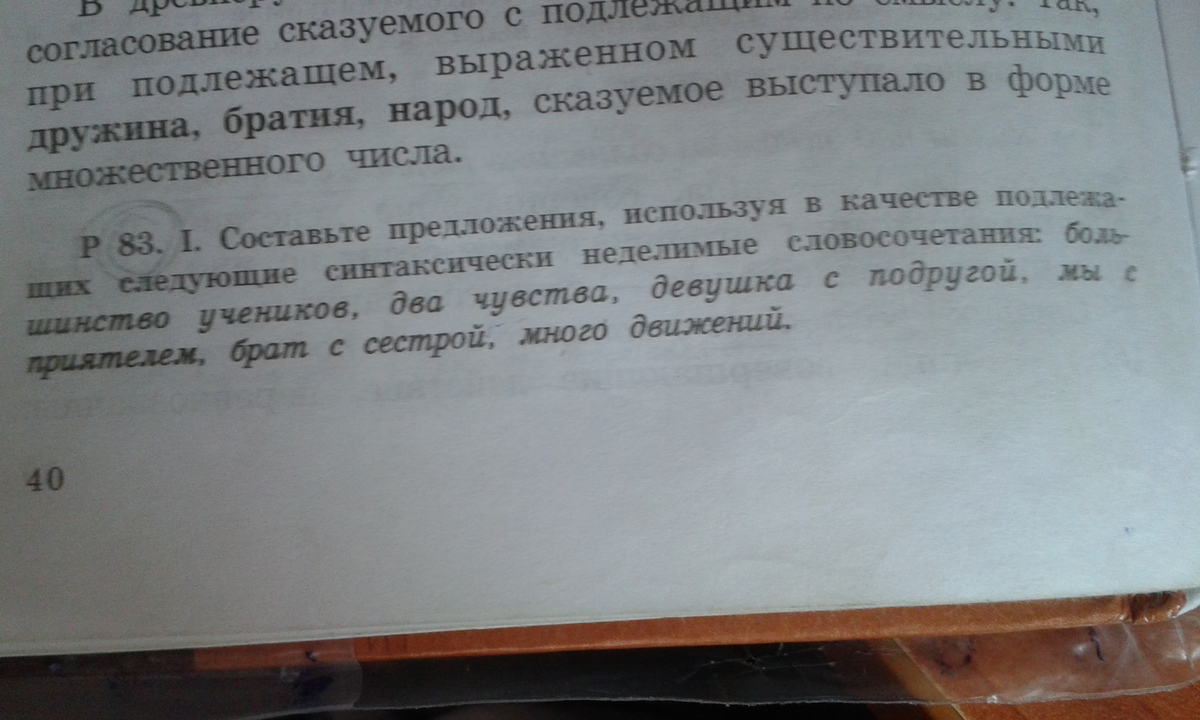 В
согласование сказуемого с подлежащим по смыслу. Так,
при подлежащем, выраженном существительными
дружина, братия, народ, сказуемое выступало в форме
множественного числа.
Р 83. I. Составьте предложения, используя в качестве подлежа-
щих следующие синтаксически неделимые словосочетания: боль-
шинство учеников, два чувства, девушка с подругой, мы с
приятелем, брат с сестрой, много движений.
40